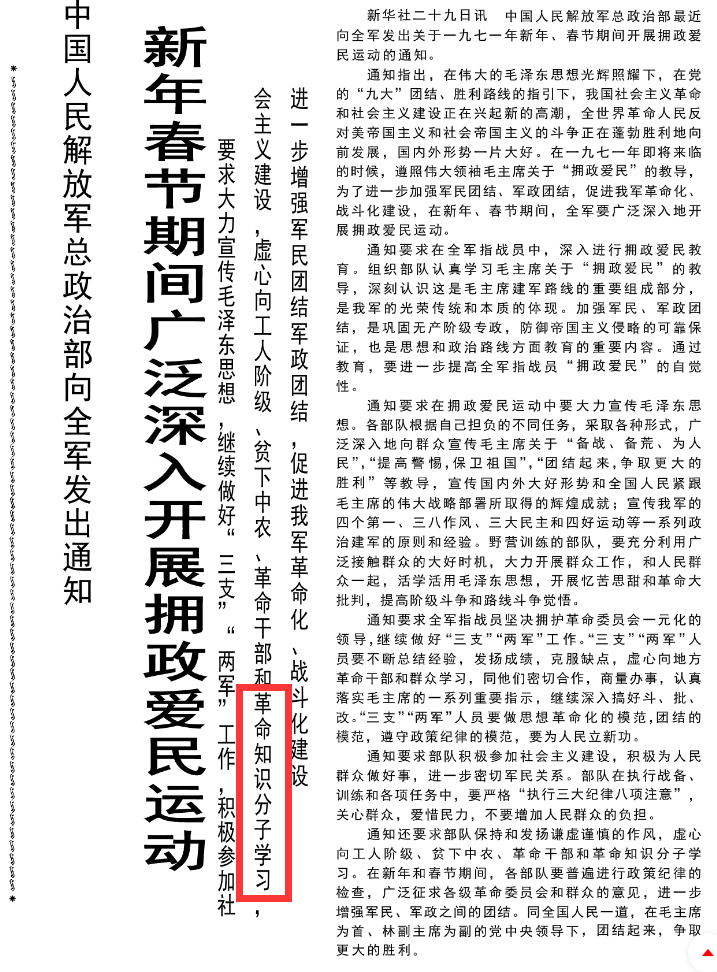 中国人民解放军总政治部向全军发出通知
新年春节期间广泛深入开展拥政爱民运动
要求大力宣传毛泽东思想，继续做好“三支”“两军”工作，积极参加社
会主义建设，虚心向工人阶级、贫下中农、革命干部和革命知识分子学习，
进一步增强军民团结军政团结，促进我军革命化、战斗化建设
新华社二十九日讯　中国人民解放军总政治部最近
向全军发出关于一九七一年新年、春节期间开展拥政爱
民运动的通知。
通知指出，在伟大的毛泽东思想光辉照耀下，在党
的“九大”团结、胜利路线的指引下，我国社会主义革命
和社会主义建设正在兴起新的高潮，全世界革命人民反
对美帝国主义和社会帝国主义的斗争正在蓬勃胜利地向
前发展，国内外形势一片大好。在一九七一年即将来临
的时候，遵照伟大领袖毛主席关于“拥政爱民”的教导，
为了进一步加强军民团结、军政团结，促进我军革命化、
战斗化建设，在新年、春节期间，全军要广泛深入地开
展拥政爱民运动。
通知要求在全军指战员中，深入进行拥政爱民教
育。组织部队认真学习毛主席关于“拥政爱民”的教
导，深刻认识这是毛主席建军路线的重要组成部分，
是我军的光荣传统和本质的体现。加强军民、军政团
结，是巩固无产阶级专政，防御帝国主义侵略的可靠保
证，也是思想和政治路线方面教育的重要内容。通过
教育，要进一步提高全军指战员“拥政爱民”的自觉
性。
通知要求在拥政爱民运动中要大力宣传毛泽东思
想。各部队根据自己担负的不同任务，采取各种形式，广
泛深入地向群众宣传毛主席关于“备战、备荒、为人
民”，“提高警惕，保卫祖国”，“团结起来，争取更大的
胜利”等教导，宣传国内外大好形势和全国人民紧跟
毛主席的伟大战略部署所取得的辉煌成就；宣传我军的
四个第一、三八作风、三大民主和四好运动等一系列政
治建军的原则和经验。野营训练的部队，要充分利用广
泛接触群众的大好时机，大力开展群众工作，和人民群
众一起，活学活用毛泽东思想，开展忆苦思甜和革命大
批判，提高阶级斗争和路线斗争觉悟。
通知要求全军指战员坚决拥护革命委员会一元化的
领导，继续做好“三支”“两军”工作。“三支”“两军”人
员要不断总结经验，发扬成绩，克服缺点，虚心向地方
革命干部和群众学习，同他们密切合作，商量办事，认真
落实毛主席的一系列重要指示，继续深入搞好斗、批、
改。“三支”“两军”人员要做思想革命化的模范，团结的
模范，遵守政策纪律的模范，要为人民立新功。
通知要求部队积极参加社会主义建设，积极为人民
群众做好事，进一步密切军民关系。部队在执行战备、
训练和各项任务中，要严格“执行三大纪律八项注意”，
关心群众，爱惜民力，不要增加人民群众的负担。
通知还要求部队保持和发扬谦虚谨慎的作风，虚心
向工人阶级、贫下中农、革命干部和革命知识分子学
习。在新年和春节期间，各部队要普遍进行政策纪律的
检查，广泛征求各级革命委员会和群众的意见，进一步
增强军民、军政之间的团结。同全国人民一道，在毛主席
为首、林副主席为副的党中央领导下，团结起来，争取
更大的胜利。